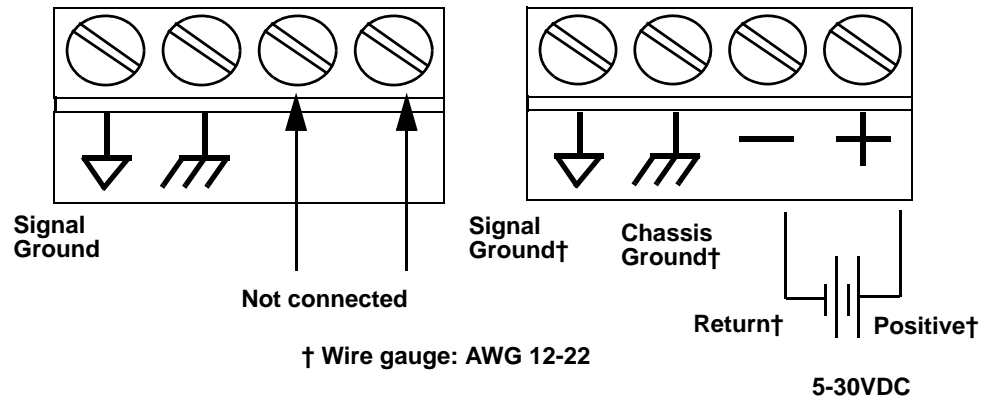 Signal
Ground
Not connected
Signal
Ground†
Chassis
Ground†
Return†
Positive†
† Wire gauge: AWG 12-22
5-30VDC